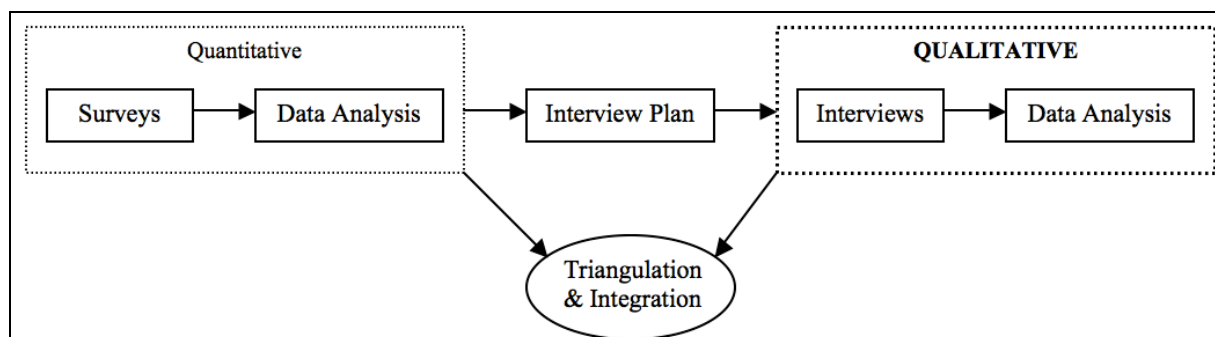 Quantitative
QUALITATIVE
Surveys
Data Analysis
Interview Plan
Interviews
Data Analysis
Triangulation
& Integration